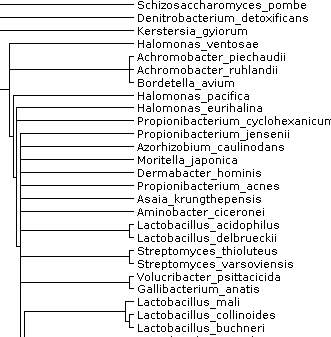 Schizosaccharomyces_pombe
Denitrobacterium_detoxificans
Kerstersia_gyiorum
Halomonas_ventosae
Achromobacter_piechaudii
Achromobacter_ruhlandii
Bordetella_avium
Halomonas_pacifica
Halomonas_eurihalina
Propionibacterium_cyclohexanicum
Propionibacterium_jensenii
Azorhizobium_caulinodans
Moritella_japonica
Dermabacter_hominis
Propionibacterium_acnes
Asaia_krungthepensis
Aminobacter_ciceronei
Lactobacillus_acidophilus
Lactobacillus_delbrueckii
Streptomyces_thioluteus
Streptomyces_varsoviensis
Volucribacter_psittacicida
Gallibacterium_anatis
Lactobacillus_mali
Lactobacillus_collinoides
Lactobacillus_buchneri